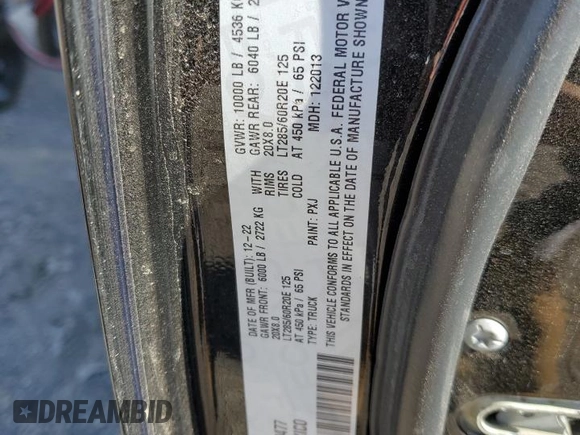 DATE OF MFR (BUILT): 12-22 GVWR: 10000 LB / 4536
GAWR FRONT: 6000 LB / 2722 KG WITH GAWR REAR: 6040 LB /
20X8.0 RIMS 20X8.0
LT285/60R20E 125 TIRES LT285/60R20E 125
AT 450 kPa / 65 PSI COLD AT 450 kPa / 65 PSI
TYPE: TRUCK PAINT: PXJ MDH: 122013
THIS VEHICLE CONFORMS TO ALL APPLICABLE U.S.A. FEDERAL MOTOR
STANDARDS IN EFFECT ON THE DATE OF MANUFACTURE SHOWN
DREAMBID